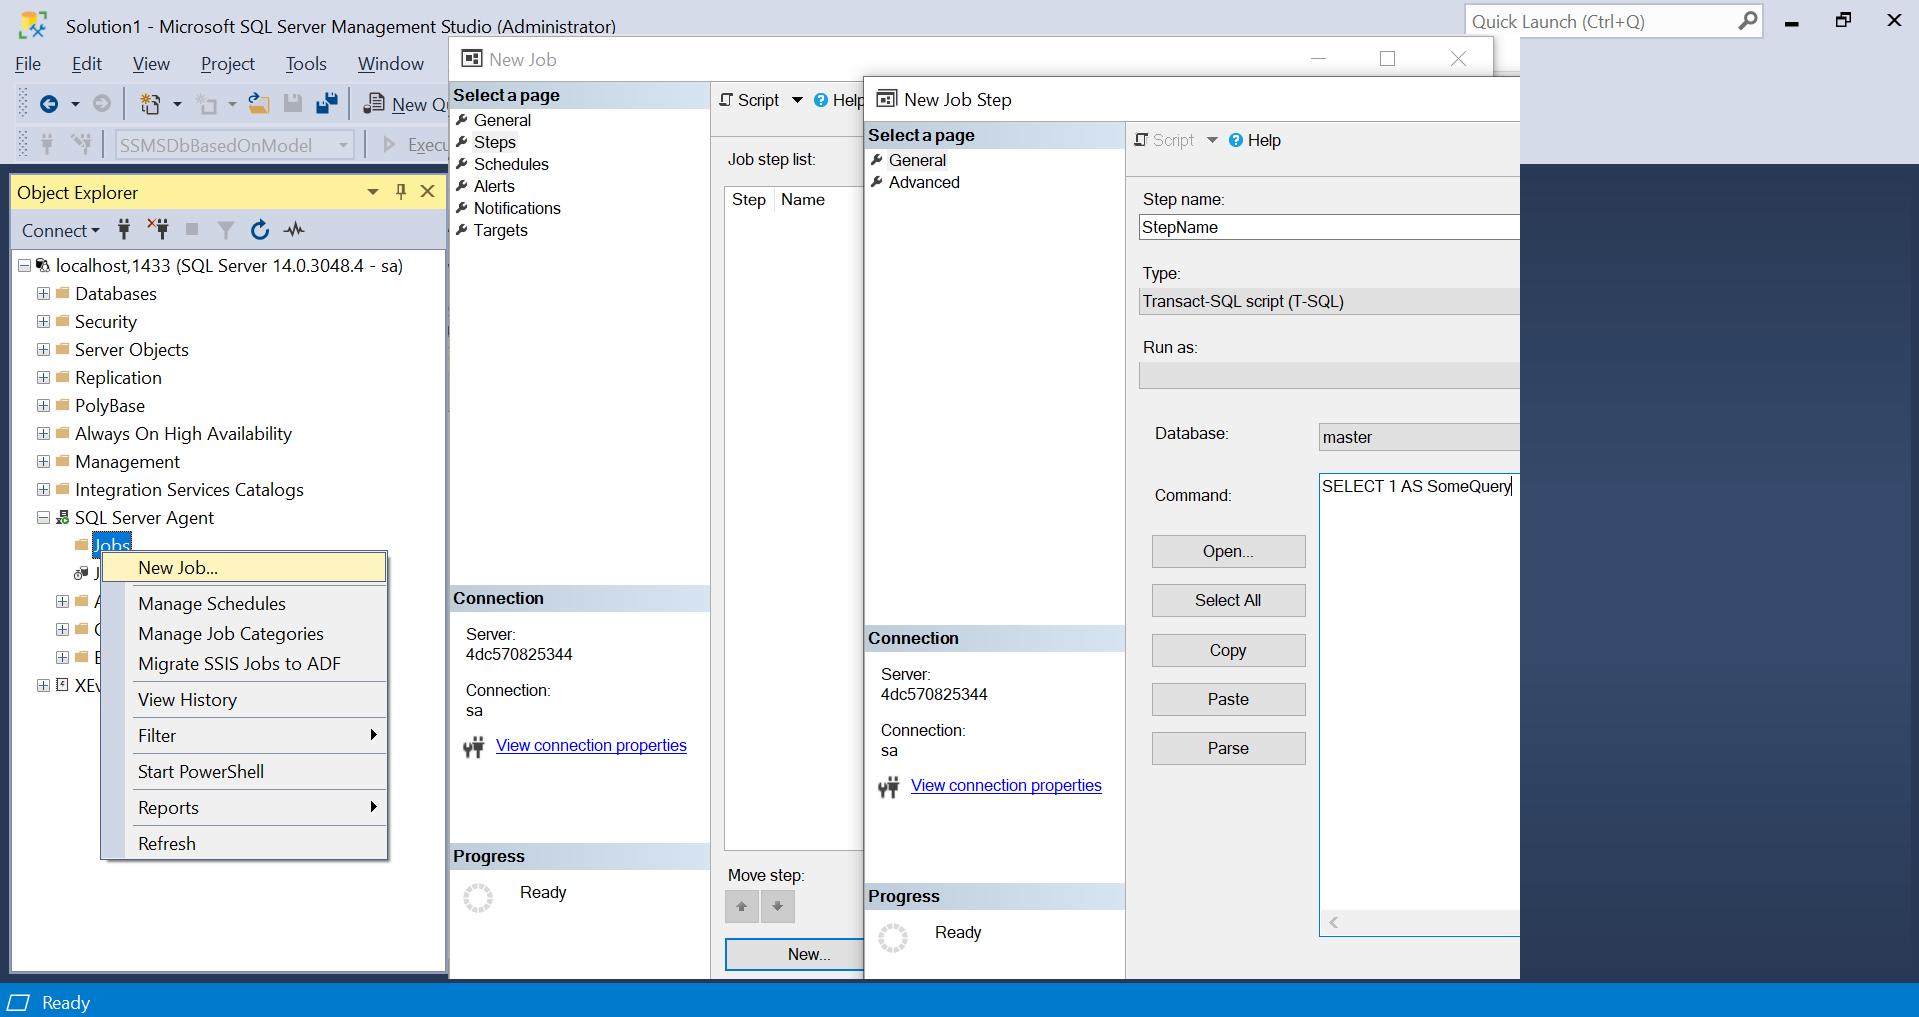 Solution1 - Microsoft SQL Server Management Studio (Administrator)
Quick Launch (Ctrl+Q)
File Edit View Project Tools Window
New
SSMSDbBasedOnModel
Object Explorer
Connect
localhost,1433 (SQL Server 14.0.3048.4 - sa)
Databases
Security
Server Objects
Replication
PolyBase
Always On High Availability
Management
Integration Services Catalogs
SQL Server Agent
Jobs
New Job...
Manage Schedules
Manage Job Categories
Migrate SSIS Jobs to ADF
View History
Filter
Start PowerShell
Reports
Refresh
New Job
Select a page
General
Steps
Schedules
Alerts
Notifications
Targets
Connection
Server:
4dc570825344
Connection:
sa
View connection properties
Progress
Ready
Script Help
Job step list:
Step Name
Move step:
New...
New Job Step
Select a page
General
Advanced
Connection
Server:
4dc570825344
Connection:
sa
View connection properties
Progress
Ready
Script Help
Step name:
StepName
Type:
Transact-SQL script (T-SQL)
Run as:
Database:
master
Command:
SELECT 1 AS SomeQuery
Open...
Select All
Copy
Paste
Parse
Ready